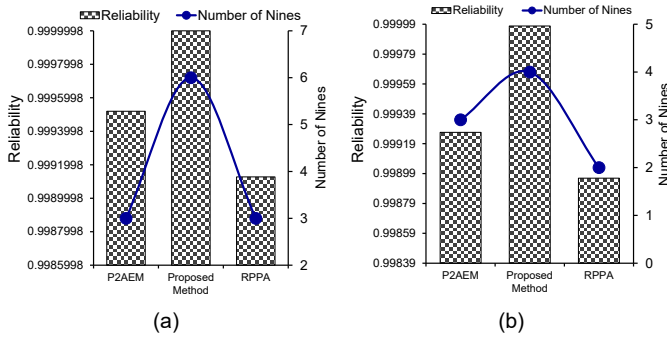 Reliability Number of Nines
0.9999998
0.9997998
0.9995998
0.9993998
0.9991998
0.9989998
0.9987998
0.9985998
Reliability
7
6
5
4
3
2
Number of Nines
P2AEM Proposed Method RPPA
(a)
Reliability Number of Nines
0.99999
0.99979
0.99959
0.99939
0.99919
0.99899
0.99879
0.99859
0.99839
Reliability
5
4
3
2
1
0
Number of Nines
P2AEM Proposed Method RPPA
(b)